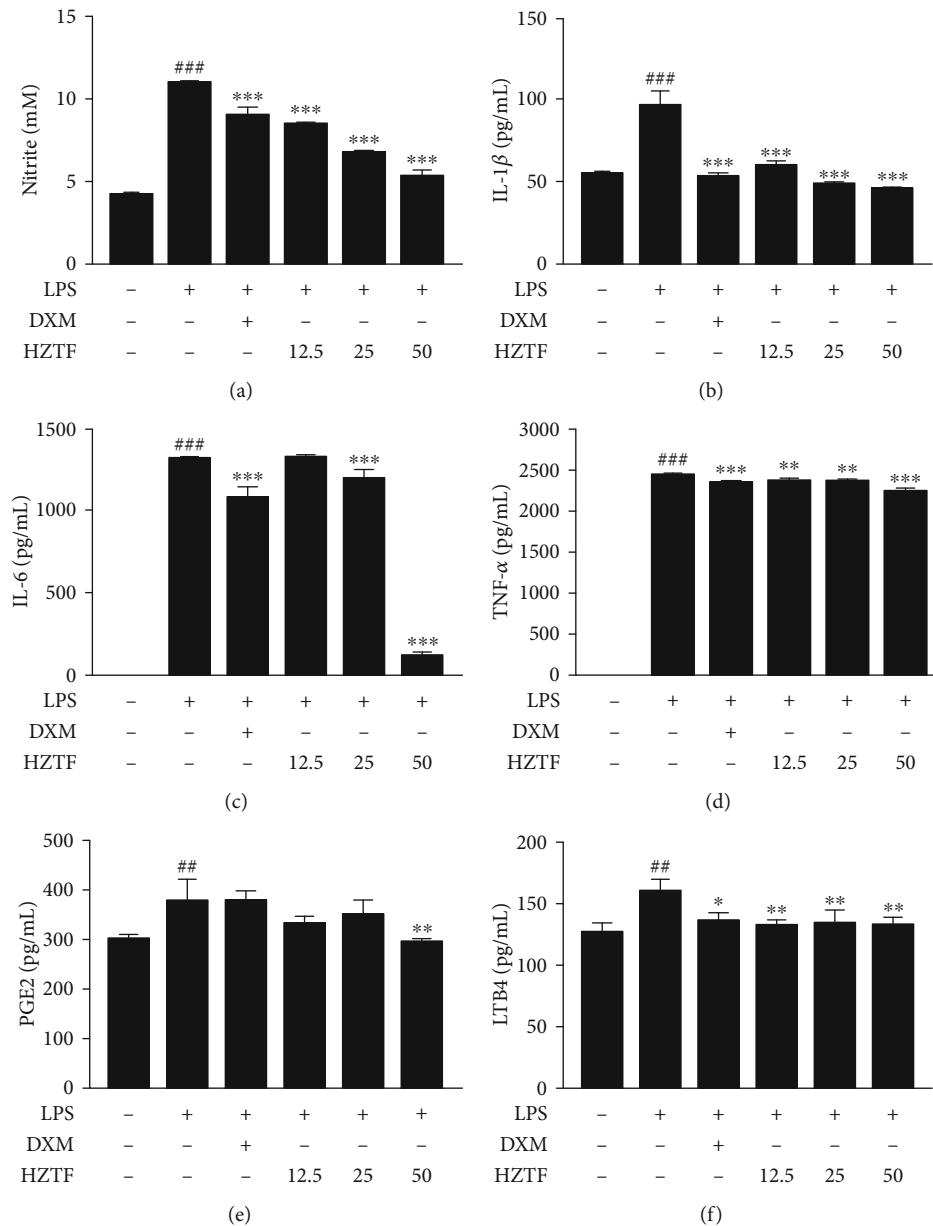 15
10
5
0
Nitrite (mM)
###
***
***
***
***
LPS – + + + + +
DXM – – + – – –
HZTF – – – 12.5 25 50
(a)
150
100
50
0
IL-1β (pg/mL)
###
***
***
***
***
LPS – + + + + +
DXM – – + – – –
HZTF – – – 12.5 25 50
(b)
1500
1000
500
0
IL-6 (pg/mL)
###
***
***
***
LPS – + + + + +
DXM – – + – – –
HZTF – – – 12.5 25 50
(c)
3000
2500
2000
1500
1000
500
0
TNF-α (pg/mL)
###
***
**
**
***
LPS – + + + + +
DXM – – + – – –
HZTF – – – 12.5 25 50
(d)
500
400
300
200
100
0
PGE2 (pg/mL)
##
**
LPS – + + + + +
DXM – – + – – –
HZTF – – – 12.5 25 50
(e)
200
150
100
50
0
LTB4 (pg/mL)
##
*
**
**
**
LPS – + + + + +
DXM – – + – – –
HZTF – – – 12.5 25 50
(f)